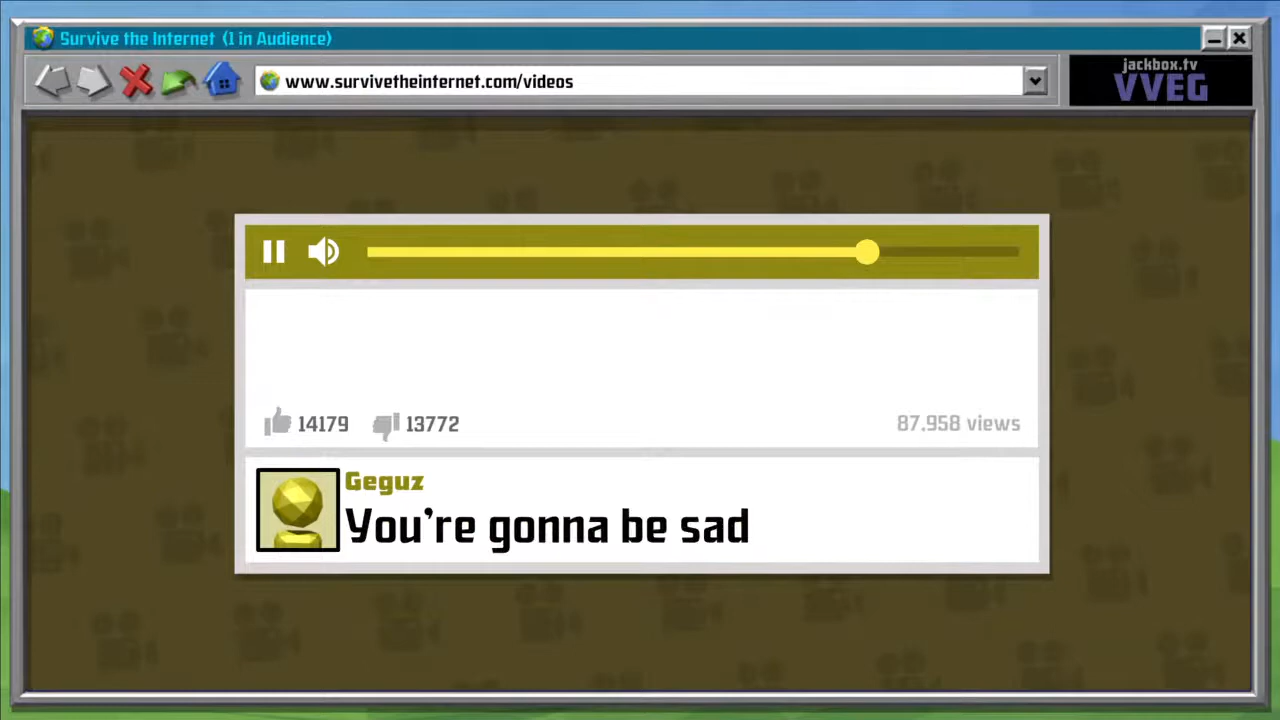 Survive the Internet (1 in Audience)
www.survivetheinternet.com/videos
jackbox.tv
VVEG
14179 13772 87,958 views
Geguz
You're gonna be sad